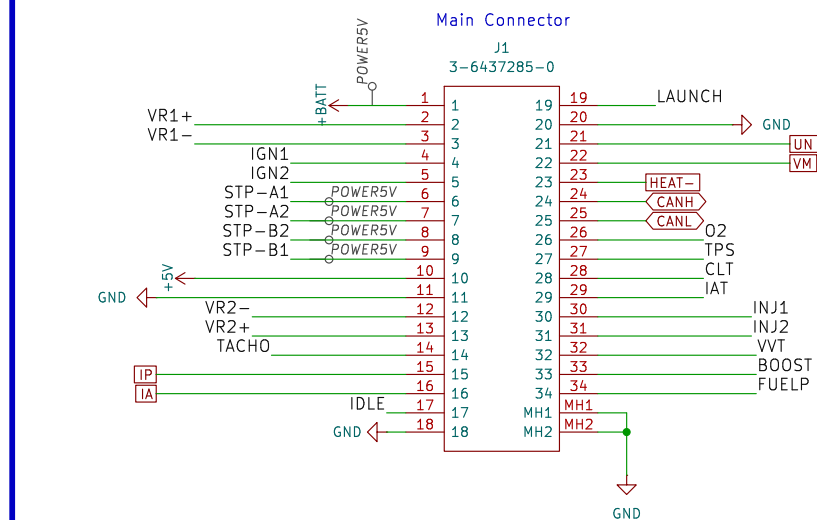 Main Connector
J1
3-6437285-0
POWER5V
+BATT
1 1
19 19 LAUNCH
VR1+ 2 2
20 20 GND
VR1- 3 3
21 21 UN
IGN1 4 4
22 22 VM
IGN2 5 5
23 23 HEAT-
STP-A1 POWER5V 6 6
24 24 CANH
STP-A2 POWER5V 7 7
25 25 CANL
STP-B2 POWER5V 8 8
26 26 O2
STP-B1 POWER5V 9 9
27 27 TPS
+5V 10 10
28 28 CLT
GND 11 11
29 29 IAT
VR2- 12 12
30 30 INJ1
VR2+ 13 13
31 31 INJ2
TACHO 14 14
32 32 VVT
IP 15 15
33 33 BOOST
IA 16 16
34 34 FUELP
IDLE 17 17
MH1 MH1
GND 18 18
MH2 MH2
GND